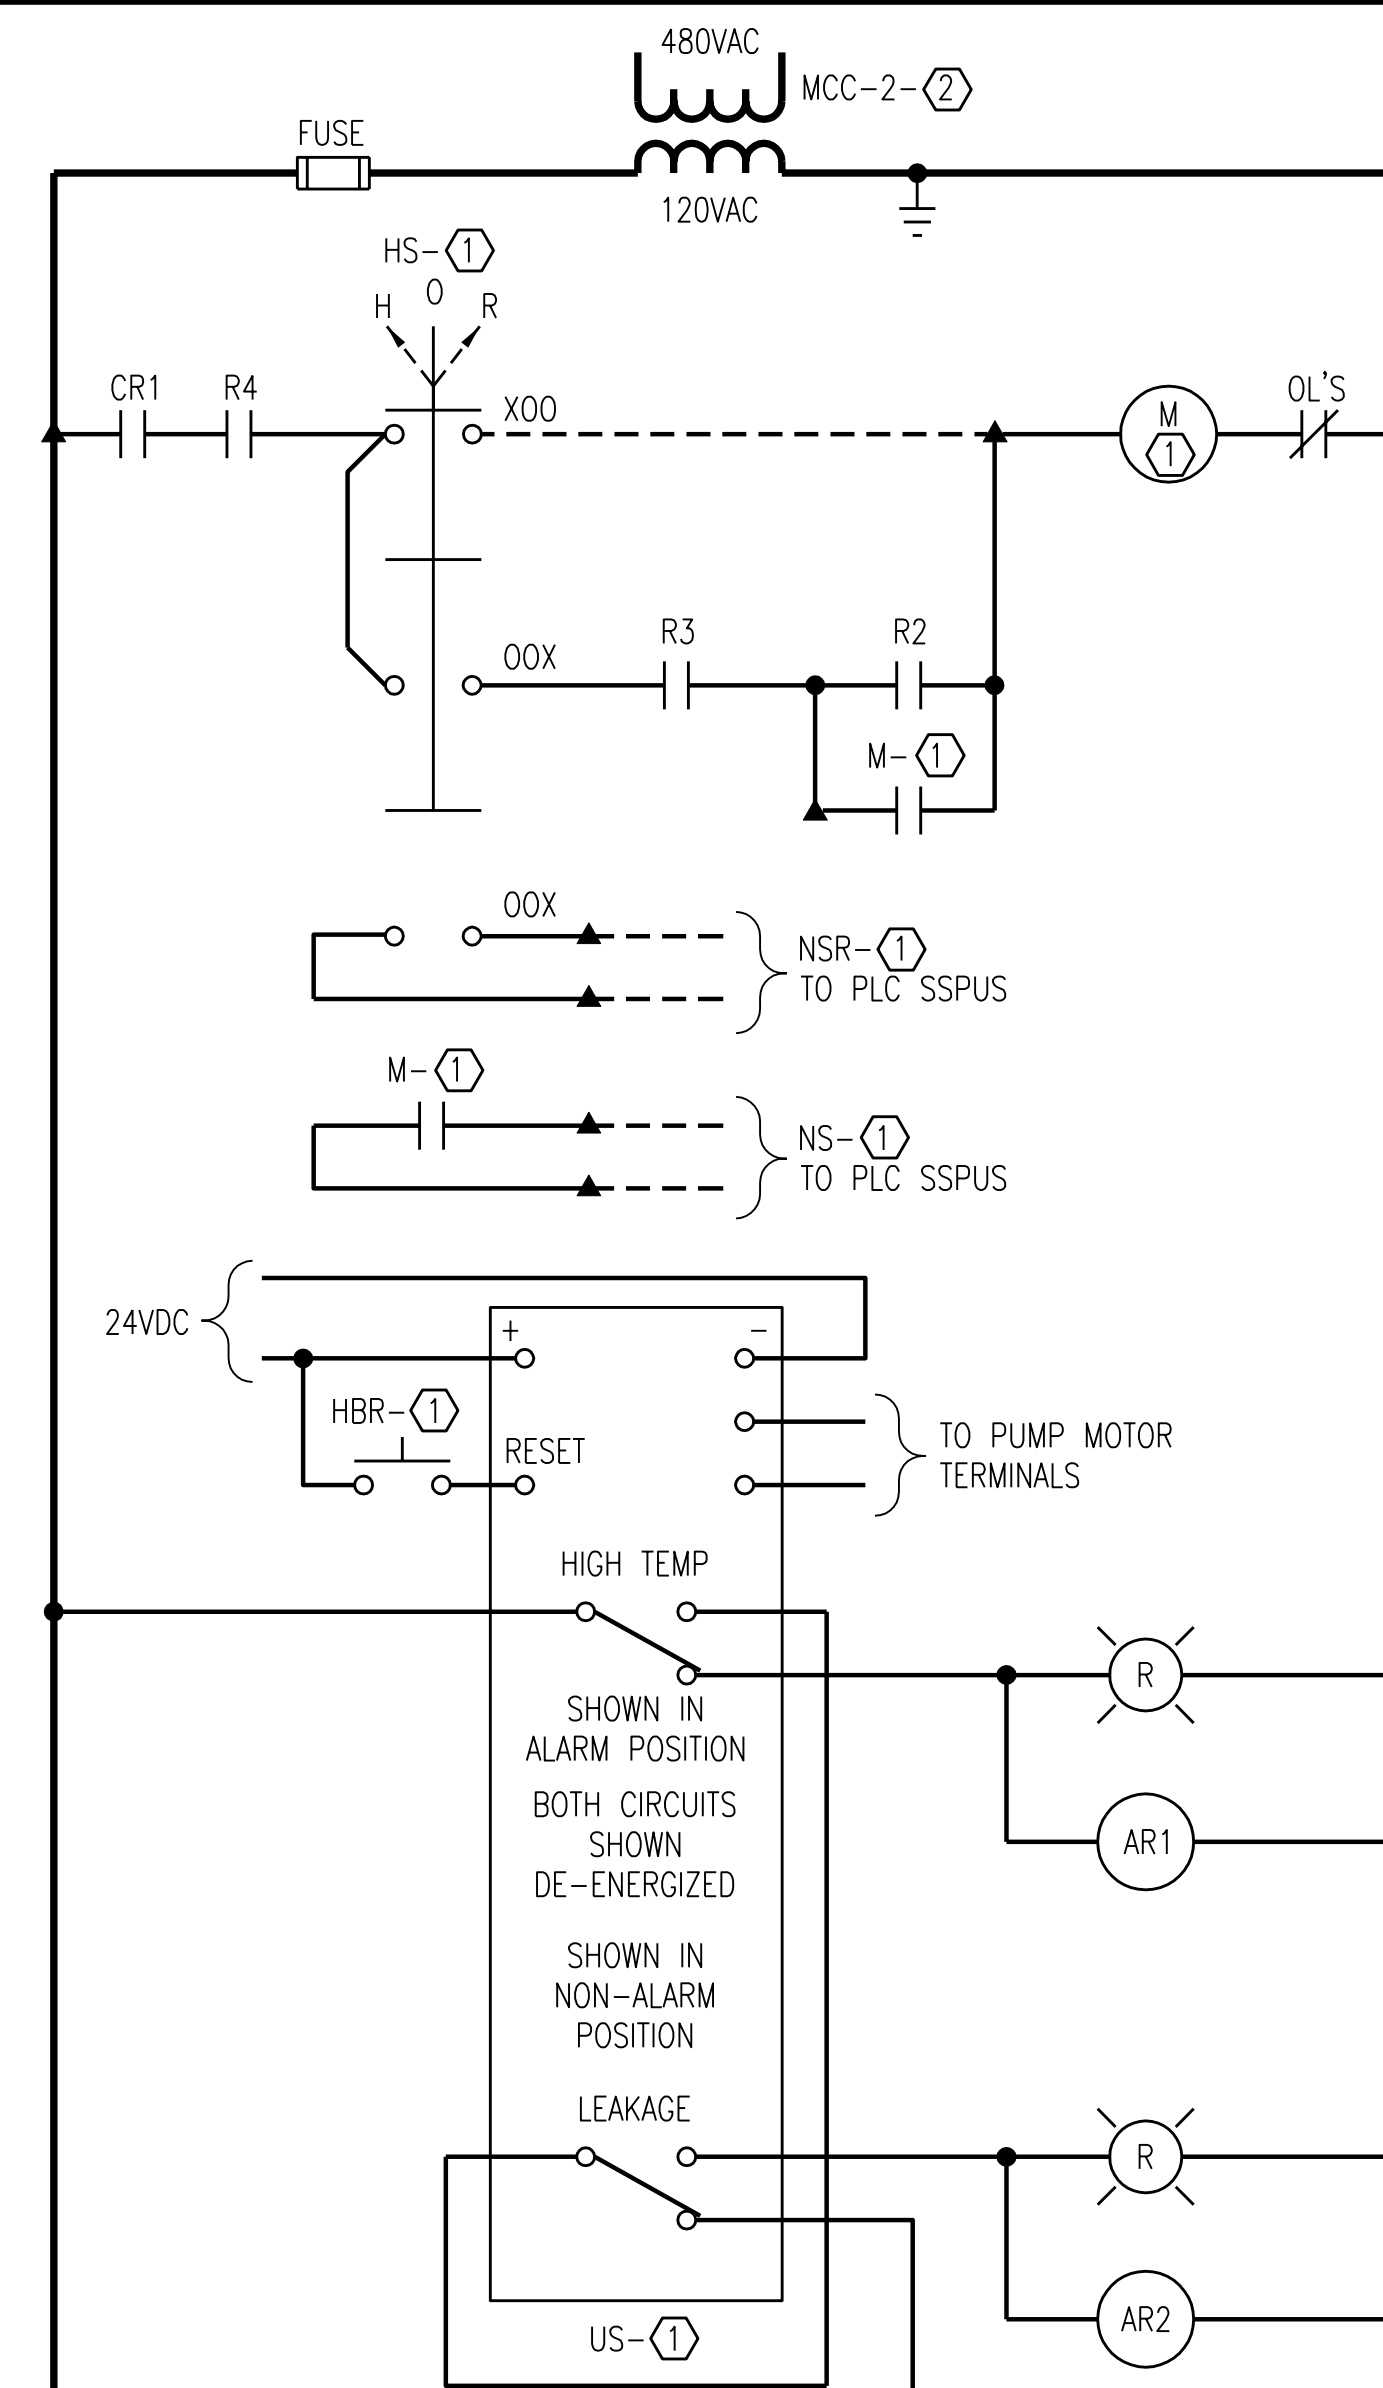 480VAC
MCC-2-2
FUSE
120VAC
HS-1
H O R
CR1 R4 XOO M 1 OL'S
R3 R2
OOX
M-1
OOX
NSR-1
TO PLC SSPUS
M-1
NS-1
TO PLC SSPUS
24VDC
+ -
HBR-1
RESET
TO PUMP MOTOR
TERMINALS
HIGH TEMP
R
SHOWN IN
ALARM POSITION
BOTH CIRCUITS
SHOWN
DE-ENERGIZED
AR1
SHOWN IN
NON-ALARM
POSITION
LEAKAGE
R
AR2
US-1